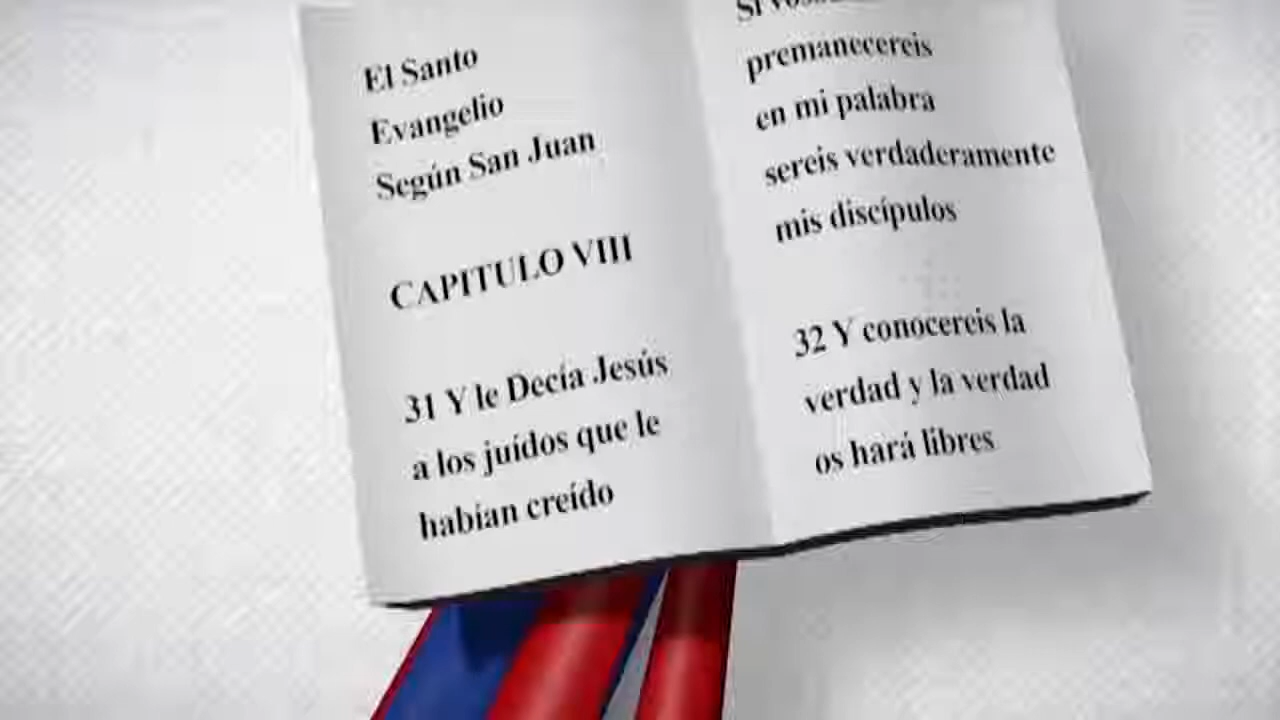 El Santo
Evangelio
Según San Juan
CAPITULO VIII
31 Y le Decía Jesús
a los juídos que le
habían creído
premanecereis
en mi palabra
sereis verdaderamente
mis discípulos
32 Y conocereis la
verdad y la verdad
os hará libres